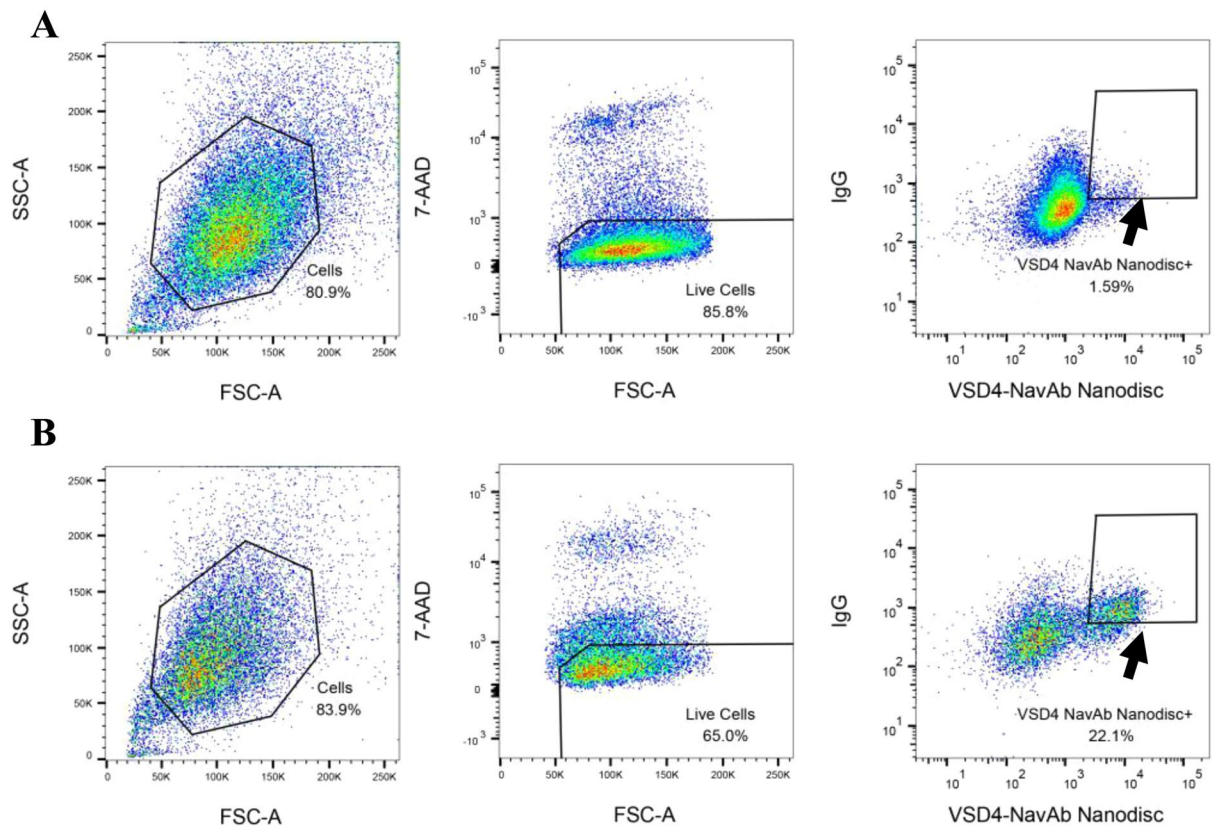 A
250K
200K
150K
100K
50K
0
SSC-A
Cells
80.9%
0 50K 100K 150K 200K 250K
FSC-A
10^5
10^4
10^3
0
-10^3
7-AAD
Live Cells
85.8%
0 50K 100K 150K 200K 250K
FSC-A
10^5
10^4
10^3
10^2
10^1
IgG
VSD4 NavAb Nanodisc+
1.59%
10^1 10^2 10^3 10^4 10^5
VSD4-NavAb Nanodisc
B
250K
200K
150K
100K
50K
0
SSC-A
Cells
83.9%
0 50K 100K 150K 200K 250K
FSC-A
10^5
10^4
10^3
0
-10^3
7-AAD
Live Cells
65.0%
0 50K 100K 150K 200K 250K
FSC-A
10^5
10^4
10^3
10^2
10^1
IgG
VSD4 NavAb Nanodisc+
22.1%
10^1 10^2 10^3 10^4 10^5
VSD4-NavAb Nanodisc